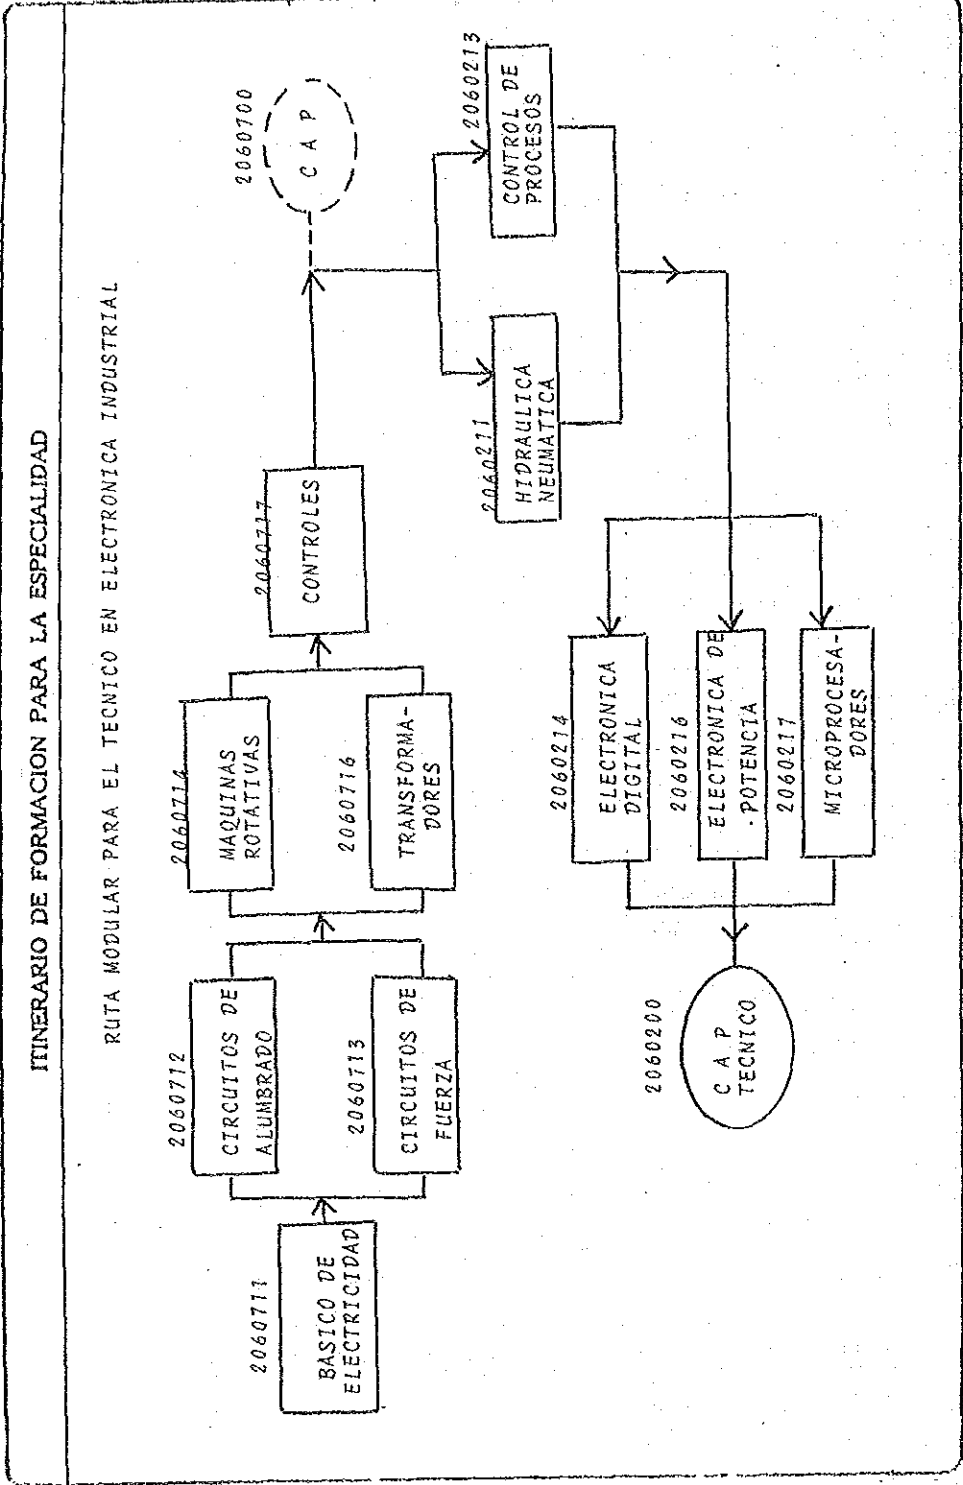 ITINERARIO DE FORMACION PARA LA ESPECIALIDAD
RUTA MODULAR PARA EL TECNICO EN ELECTRONICA INDUSTRIAL
2060711
BASICO DE
ELECTRICIDAD
2060712
CIRCUITOS DE
ALUMBRADO
2060713
CIRCUITOS DE
FUERZA
2060714
MAQUINAS
ROTATIVAS
2060716
TRANSFORMA-
DORES
2060717
CONTROLES
2060700
C A P
2060211
HIDRAULICA
NEUMATICA
2060213
CONTROL DE
PROCESOS
2060214
ELECTRONICA
DIGITAL
2060216
ELECTRONICA DE
POTENCIA
2060217
MICROPROCESA-
DORES
2060200
C A P
TECNICO